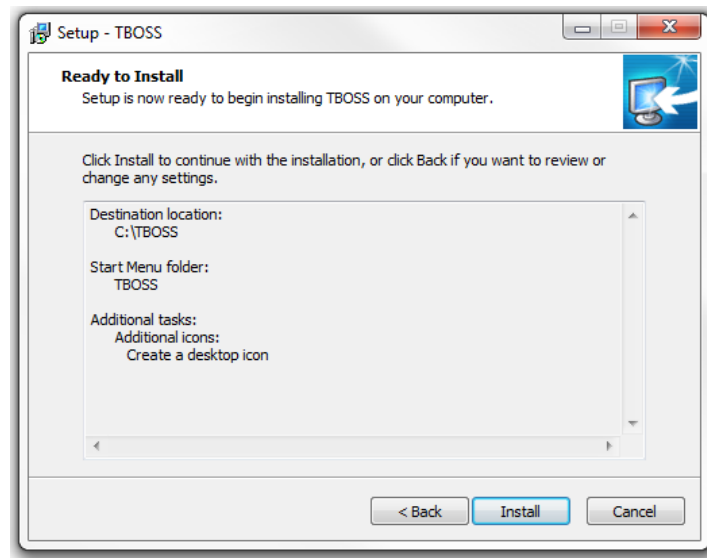 Setup - TBOSS
Ready to Install
Setup is now ready to begin installing TBOSS on your computer.
Click Install to continue with the installation, or click Back if you want to review or
change any settings.
Destination location:
C:\TBOSS
Start Menu folder:
TBOSS
Additional tasks:
Additional icons:
Create a desktop icon
< Back
Install
Cancel